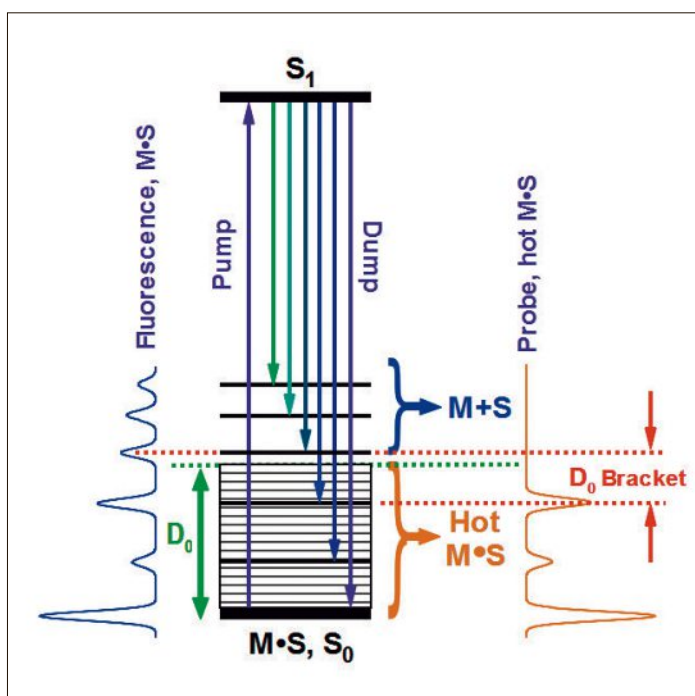 S₁
Fluorescence, M•S
Pump
Dump
Probe, hot M•S
M+S
D₀ Bracket
D₀
Hot
M•S
M•S, S₀